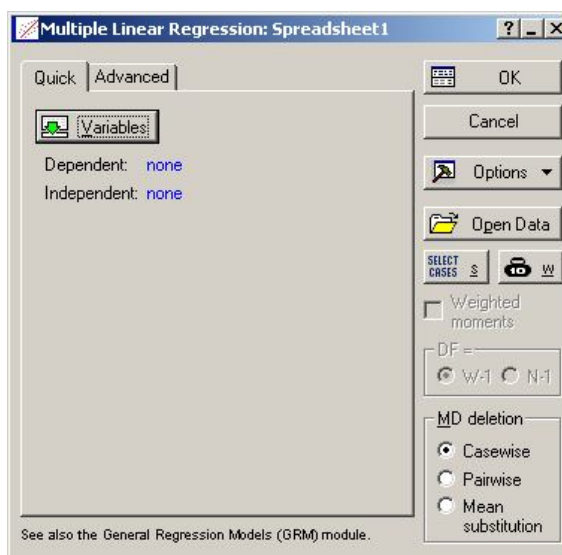 Multiple Linear Regression: Spreadsheet1
Quick
Advanced
Variables
Dependent: none
Independent: none
See also the General Regression Models (GRM) module.
OK
Cancel
Options
Open Data
SELECT
CASES
S
W
Weighted
moments
DF =
W-1
N-1
MD deletion
Casewise
Pairwise
Mean
substitution